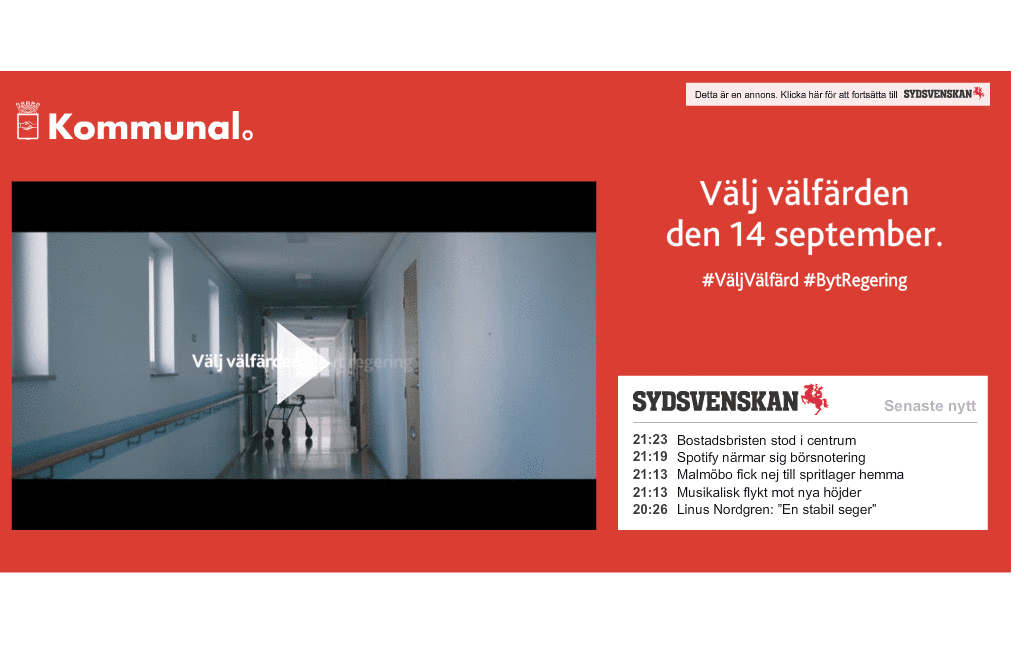 Detta är en annons. Klicka här för att fortsätta till SYDSVENSKAN
Kommunal.
Välj välfärden
den 14 september.
#VäljVälfärd #BytRegering
Välj välfärden regering
SYDSVENSKAN
Senaste nytt
21:23 Bostadsbristen stod i centrum
21:19 Spotify närmar sig börsnotering
21:13 Malmöbo fick nej till spritlager hemma
21:13 Musikalisk flykt mot nya höjder
20:26 Linus Nordgren: ”En stabil seger”